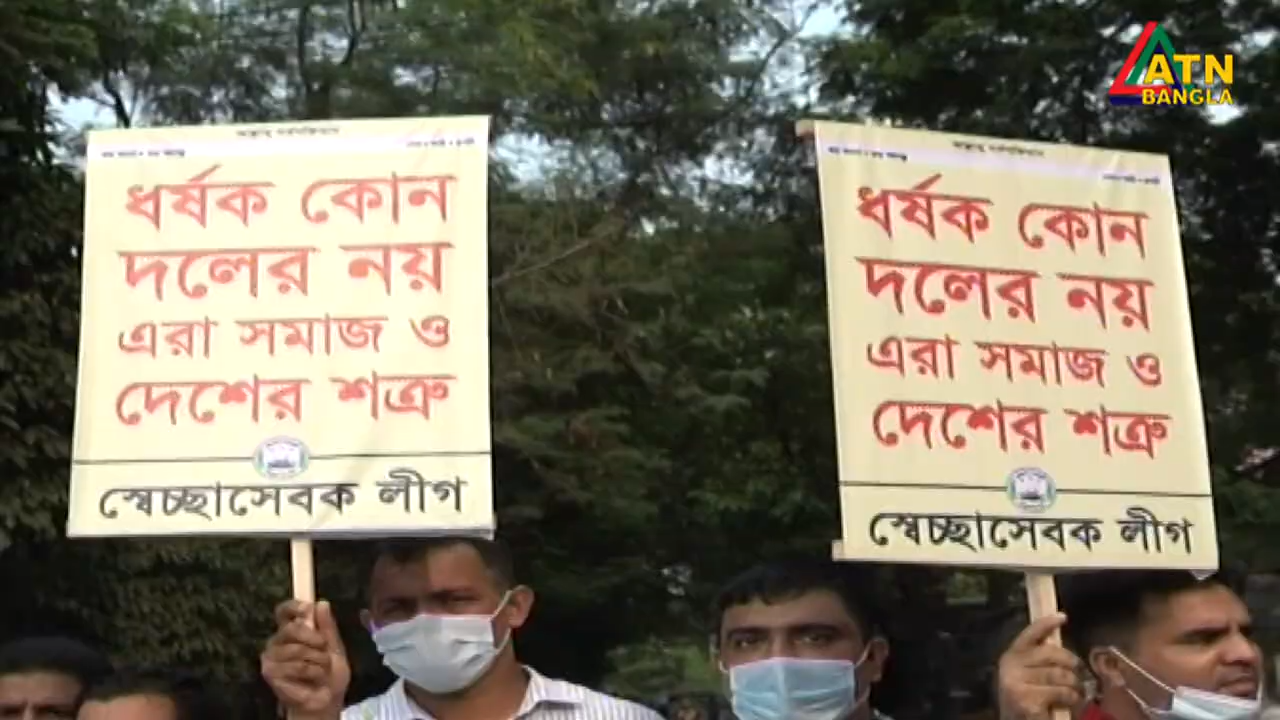 ATN
BANGLA
ধর্ষক কোন
দলের নয়
এরা সমাজ ও
দেশের শত্রু
স্বেচ্ছাসেবক লীগ
ধর্ষক কোন
দলের নয়
এরা সমাজ ও
দেশের শত্রু
স্বেচ্ছাসেবক লীগ